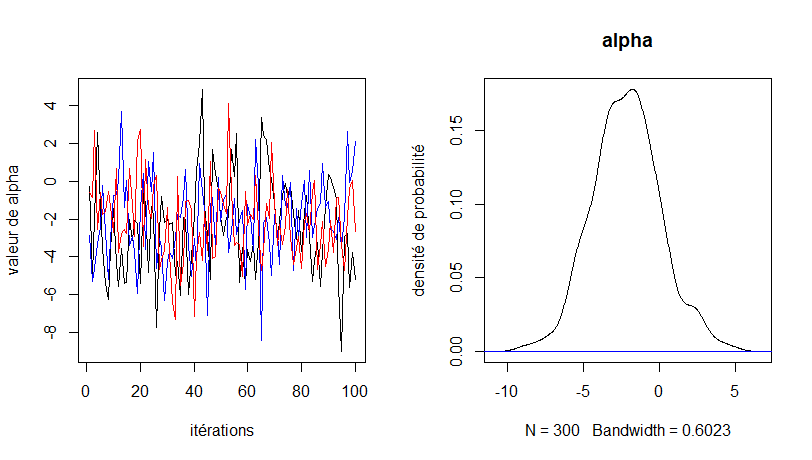 valeur de alpha
4
2
0
-2
-4
-6
-8
0 20 40 60 80 100
itérations
alpha
densité de probabilité
0.15
0.10
0.05
0.00
-10 -5 0 5
N = 300 Bandwidth = 0.6023